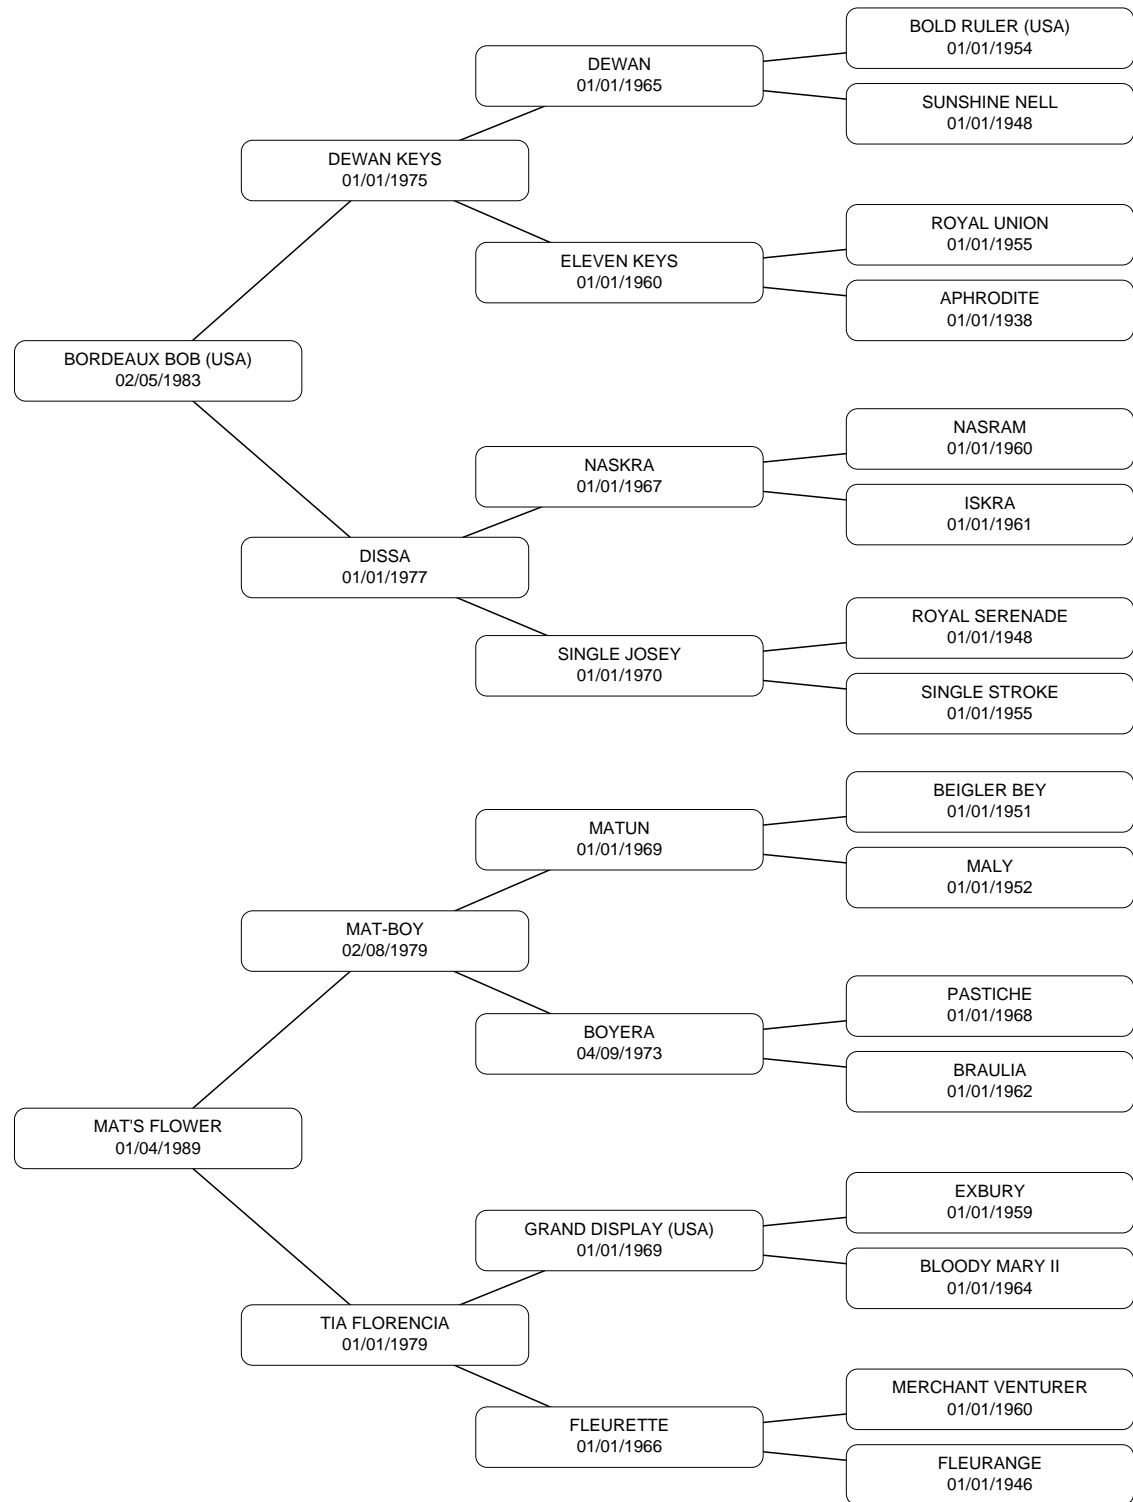 BOLD RULER (USA)
01/01/1954
DEWAN
01/01/1965
SUNSHINE NELL
01/01/1948
DEWAN KEYS
01/01/1975
ROYAL UNION
01/01/1955
ELEVEN KEYS
01/01/1960
APHRODITE
01/01/1938
BORDEAUX BOB (USA)
02/05/1983
NASRAM
01/01/1960
NASKRA
01/01/1967
ISKRA
01/01/1961
DISSA
01/01/1977
ROYAL SERENADE
01/01/1948
SINGLE JOSEY
01/01/1970
SINGLE STROKE
01/01/1955
BEIGLER BEY
01/01/1951
MATUN
01/01/1969
MALY
01/01/1952
MAT-BOY
02/08/1979
PASTICHE
01/01/1968
BOYERA
04/09/1973
BRAULIA
01/01/1962
MAT'S FLOWER
01/04/1989
EXBURY
01/01/1959
GRAND DISPLAY (USA)
01/01/1969
BLOODY MARY II
01/01/1964
TIA FLORENCIA
01/01/1979
MERCHANT VENTURER
01/01/1960
FLEURETTE
01/01/1966
FLEURANGE
01/01/1946